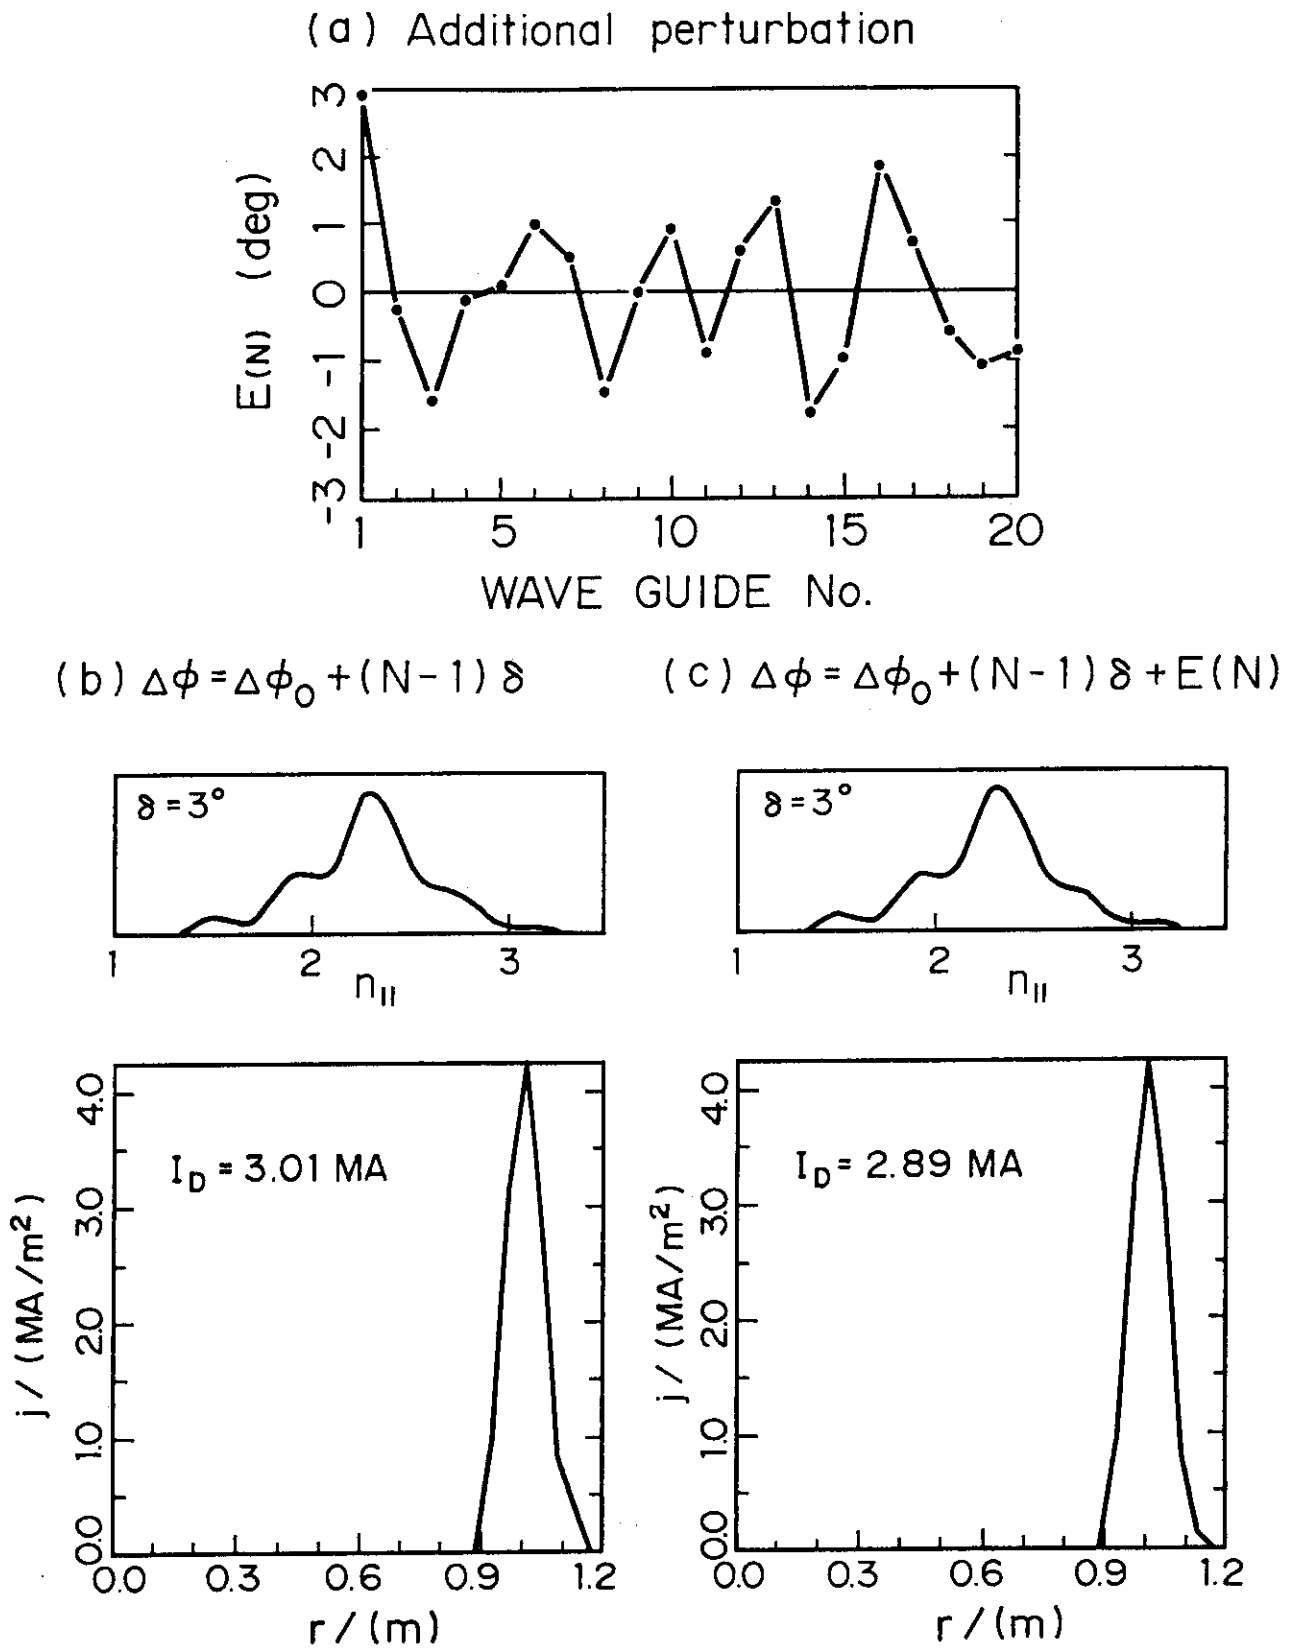 (a) Additional perturbation
3
2
1
0
-1
-2
-3
E(N) (deg)
1 5 10 15 20
WAVE GUIDE No.
(b) Δϕ=Δϕ₀+(N-1)δ
(c) Δϕ=Δϕ₀+(N-1)δ+E(N)
δ=3°
δ=3°
1 2 3
n∥
1 2 3
n∥
4.0
3.0
2.0
1.0
0.0
j/(MA/m²)
I_D=3.01 MA
0.0 0.3 0.6 0.9 1.2
r/(m)
4.0
3.0
2.0
1.0
0.0
j/(MA/m²)
I_D=2.89 MA
0.0 0.3 0.6 0.9 1.2
r/(m)